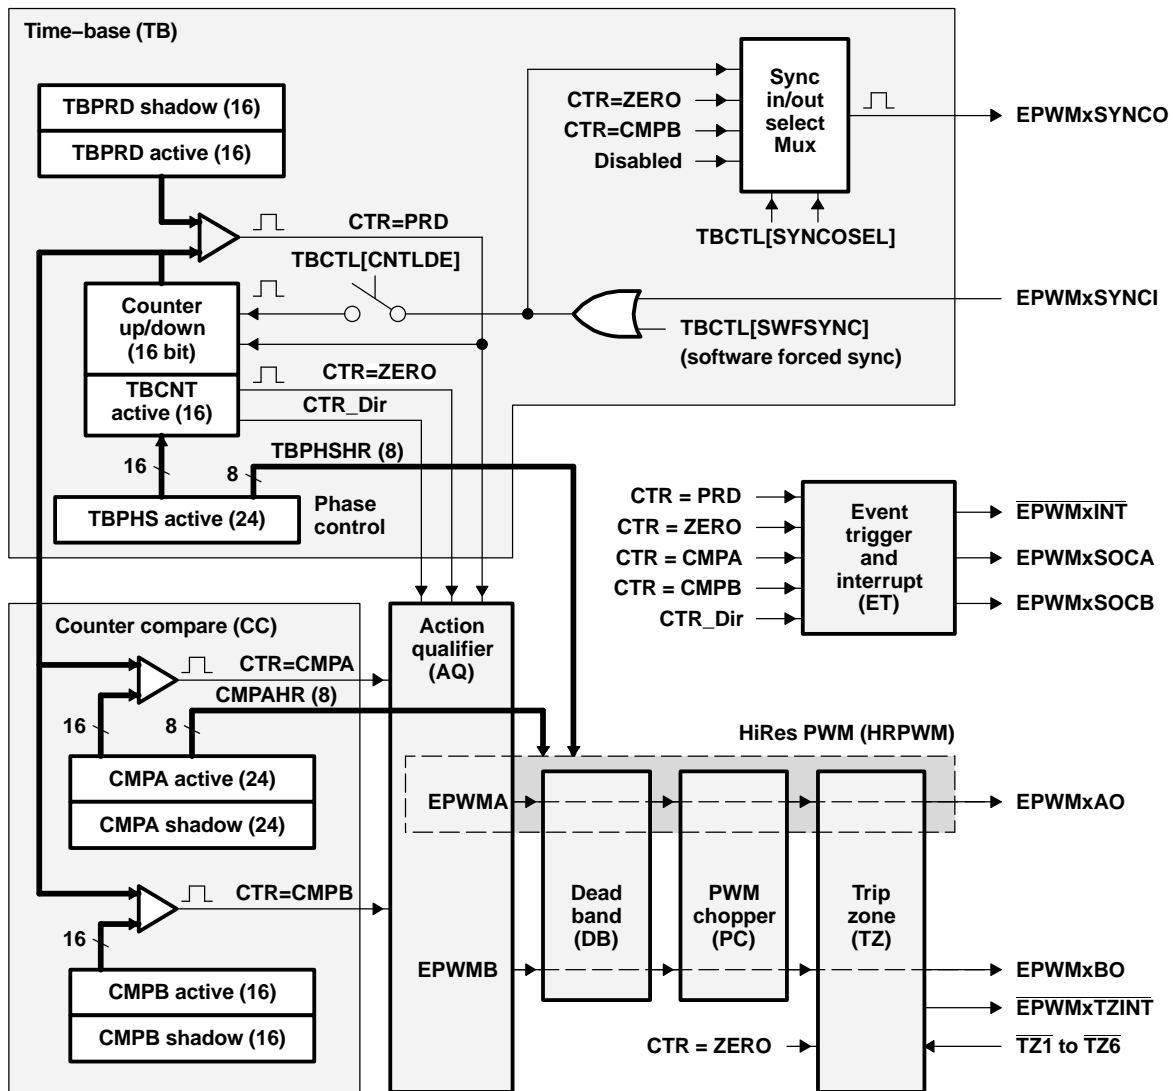 Time−base (TB)
TBPRD shadow (16)
TBPRD active (16)
CTR=PRD
TBCTL[CNTLDE]
Counter
up/down
(16 bit)
TBCNT
active (16)
CTR=ZERO
CTR_Dir
TBPHSHR (8)
16
8
TBPHS active (24)
Phase
control
CTR=ZERO
CTR=CMPB
Disabled
Sync
in/out
select
Mux
TBCTL[SYNCOSEL]
EPWMxSYNCO
EPWMxSYNCI
TBCTL[SWFSYNC]
(software forced sync)
CTR = PRD
CTR = ZERO
CTR = CMPA
CTR = CMPB
CTR_Dir
Event
trigger
and
interrupt
(ET)
EPWMxINT
EPWMxSOCA
EPWMxSOCB
Counter compare (CC)
CTR=CMPA
CMPAHR (8)
16
8
CMPA active (24)
CMPA shadow (24)
CTR=CMPB
16
CMPB active (16)
CMPB shadow (16)
Action
qualifier
(AQ)
HiRes PWM (HRPWM)
EPWMA
EPWMB
Dead
band
(DB)
PWM
chopper
(PC)
Trip
zone
(TZ)
CTR = ZERO
EPWMxAO
EPWMxBO
EPWMxTZINT
TZ1 to TZ6